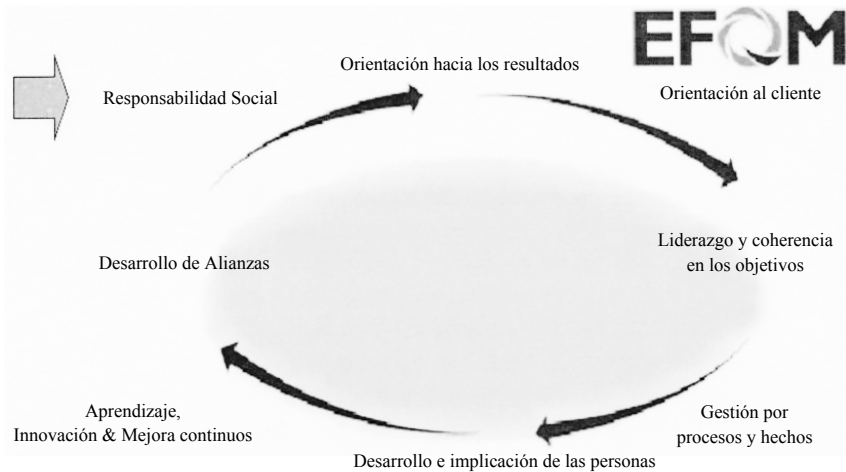 EFQM
Orientación hacia los resultados
Orientación al cliente
Responsabilidad Social
Liderazgo y coherencia
en los objetivos
Desarrollo de Alianzas
Gestión por
procesos y hechos
Aprendizaje,
Innovación & Mejora continuos
Desarrollo e implicación de las personas